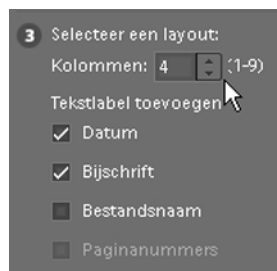 3 Selecteer een layout:
Kolommen: 4 (1-9)
Tekstlabel toevoegen
Datum
Bijschrift
Bestandsnaam
Paginanummers